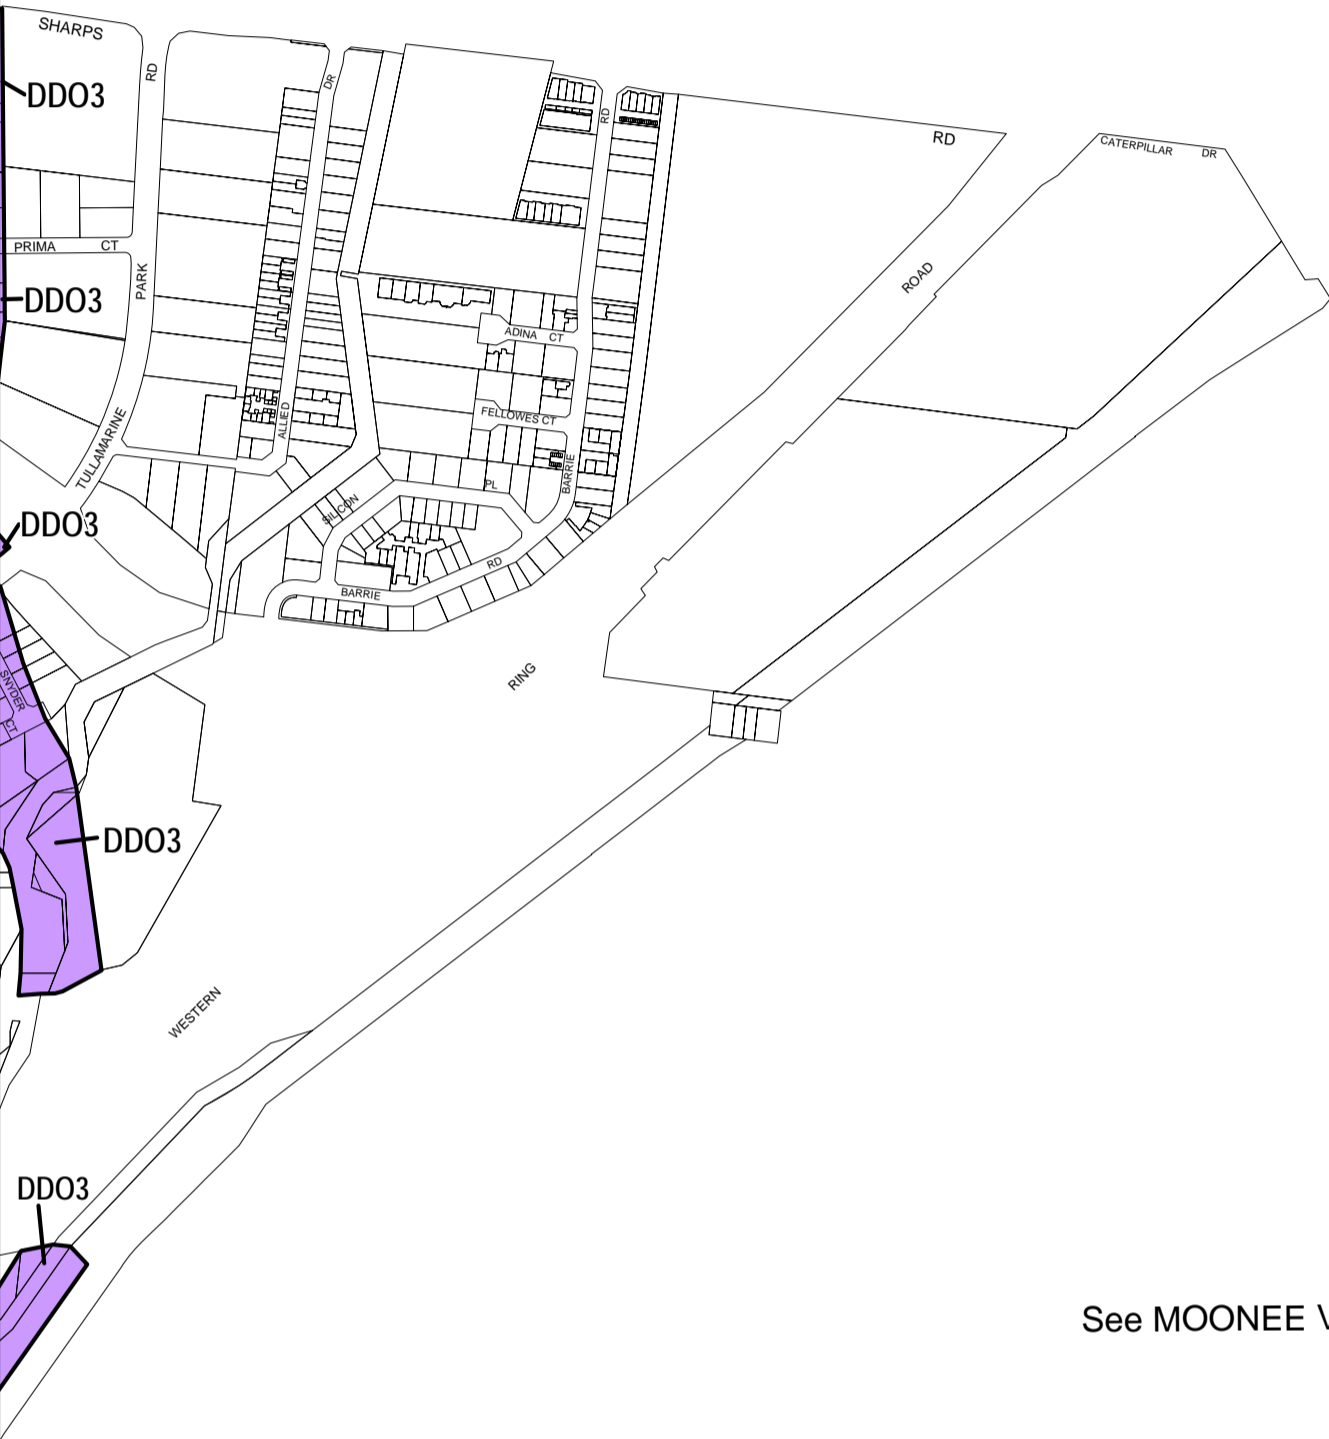 SHARPS
RD
DDO3
RD
DR
RD
CATERPILLAR DR
PRIMA CT
PARK
ROAD
DDO3
ADINA CT
FELLOWES CT
ALLIED
TULLAMARINE
BARRIE
PL
SILICON
DDO3
RD
BARRIE
RING
SNYDER
CT
DDO3
WESTERN
DDO3
See MOONEE